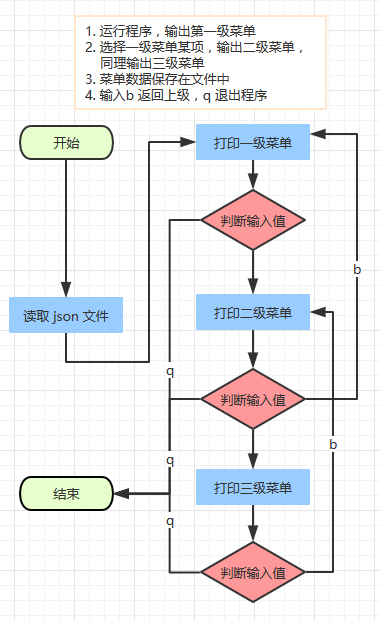 1. 运行程序，输出第一级菜单
2. 选择一级菜单某项，输出二级菜单，
同理输出三级菜单
3. 菜单数据保存在文件中
4. 输入b 返回上级，q 退出程序
开始
打印一级菜单
判断输入值
b
读取 json 文件
打印二级菜单
q
判断输入值
b
q
结束
打印三级菜单
q
判断输入值